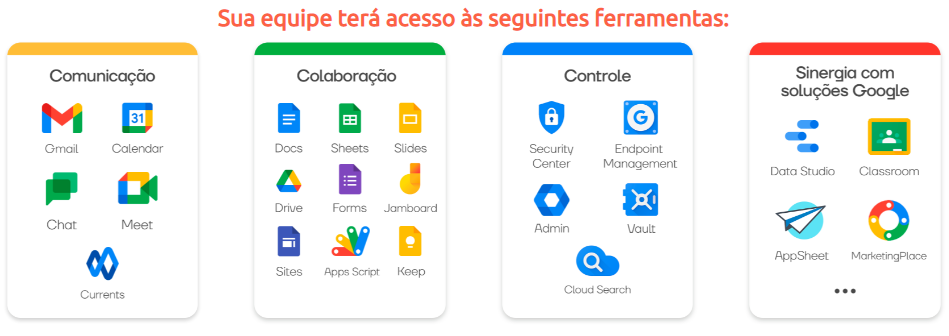 Sua equipe terá acesso às seguintes ferramentas:
Comunicação
31
Gmail
Calendar
Chat
Meet
Currents
Colaboração
Docs
Sheets
Slides
Drive
Forms
Jamboard
Sites
Apps Script
Keep
Controle
G
Security
Center
Endpoint
Management
Admin
Vault
Cloud Search
Sinergia com
soluções Google
Data Studio
Classroom
AppSheet
MarketingPlace
•••